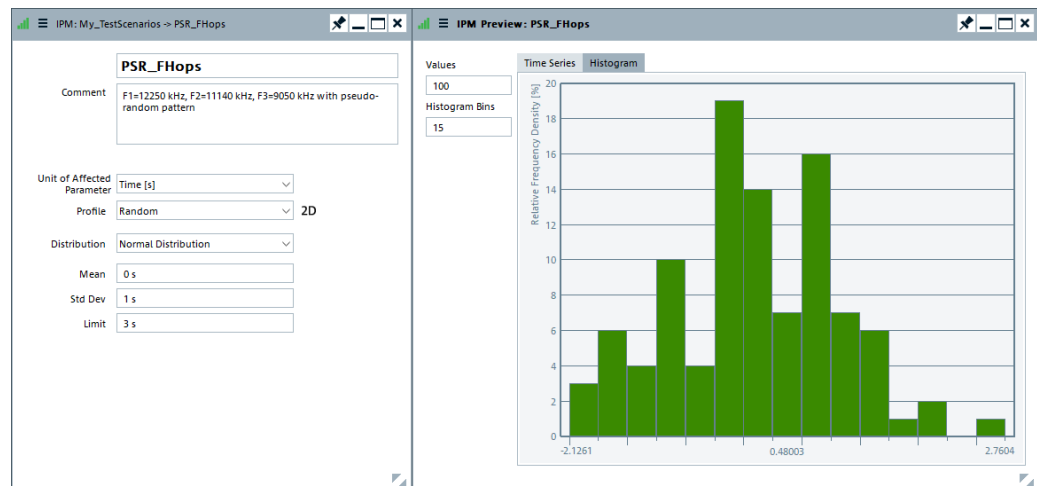 IPM: My_TestScenarios -> PSR_FHops
PSR_FHops
Comment
F1=12250 kHz, F2=11140 kHz, F3=9050 kHz with pseudo-
random pattern
Unit of Affected
Parameter
Time [s]
Profile
Random
2D
Distribution
Normal Distribution
Mean
0 s
Std Dev
1 s
Limit
3 s
IPM Preview: PSR_FHops
Values
100
Histogram Bins
15
Time Series
Histogram
Relative Frequency Density [%]
20
18
16
14
12
10
8
6
4
2
0
-2.1261
0.48003
2.7604